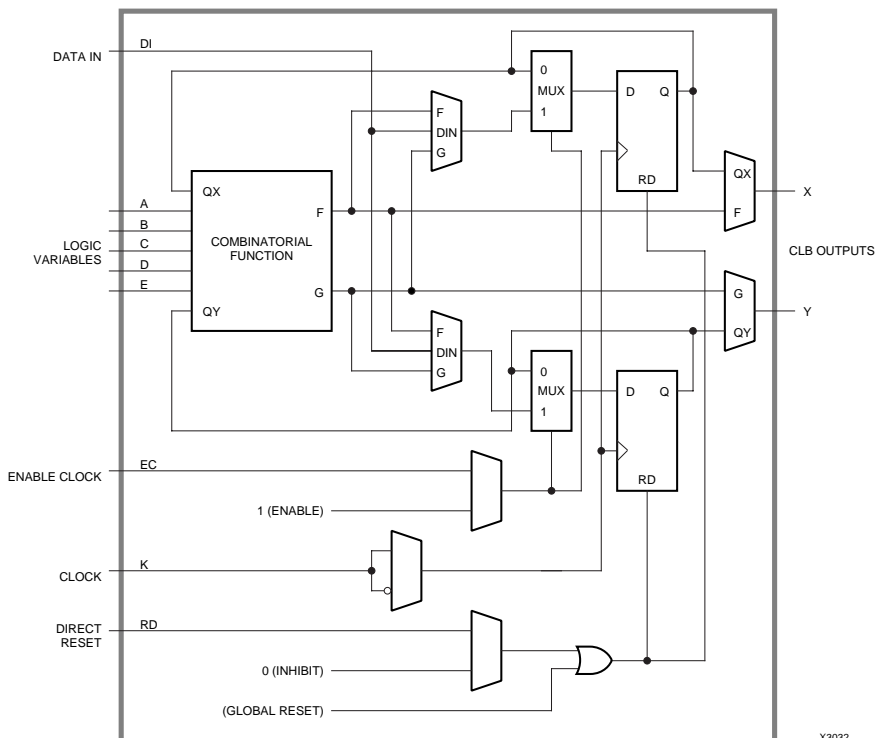 DI
DATA IN
0
MUX
1
D Q
RD
F
DIN
G
QX
F
X
QX
A
B
C
D
E
QY
LOGIC
VARIABLES
COMBINATORIAL
FUNCTION
F
G
CLB OUTPUTS
G
QY
Y
F
DIN
G
0
MUX
1
D Q
RD
ENABLE CLOCK
EC
1 (ENABLE)
CLOCK
K
DIRECT
RESET
RD
0 (INHIBIT)
(GLOBAL RESET)
X3032